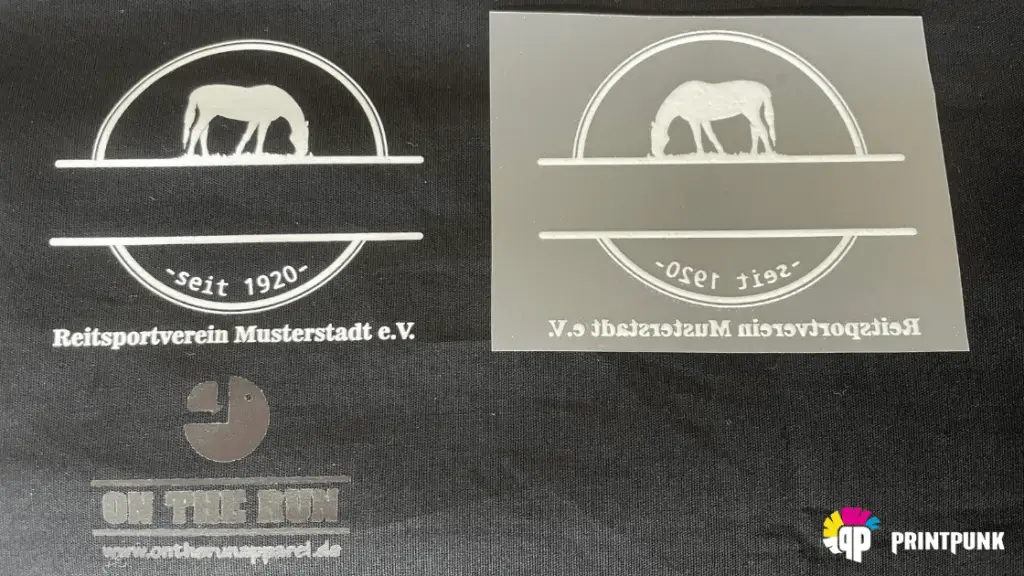 -seit 1920-
Reitsportverein Musterstadt e.V.
-seit 1920-
Reitsportverein Musterstadt e.V.
ON THE RUN
www.ontherunapparel.de
PRINTPUNK